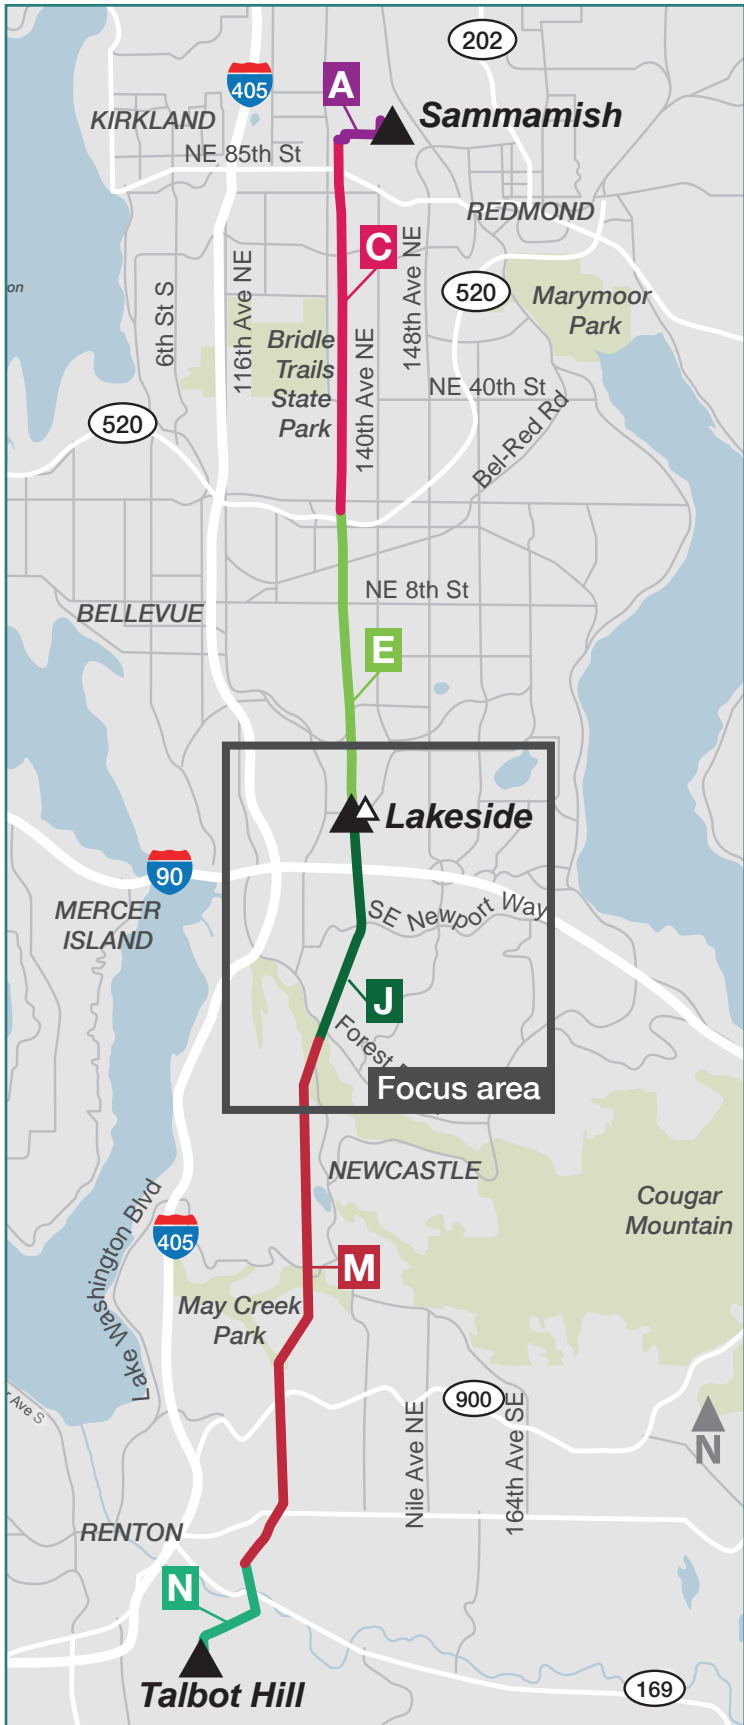 202
405
A
Sammamish
KIRKLAND
NE 85th St
REDMOND
C
148th Ave NE
on
6th St S
116th Ave NE
520
Marymoor
Park
Bridle
Trails
State
Park
140th Ave NE
NE 40th St
Bel-Red Rd
520
NE 8th St
BELLEVUE
E
Lakeside
90
MERCER
ISLAND
SE Newport Way
J
Forest
Focus area
NEWCASTLE
Cougar
Mountain
Lake Washington Blvd
405
M
May Creek
Park
r Ave S
900
Nile Ave NE
164th Ave SE
N
RENTON
N
Talbot Hill
169